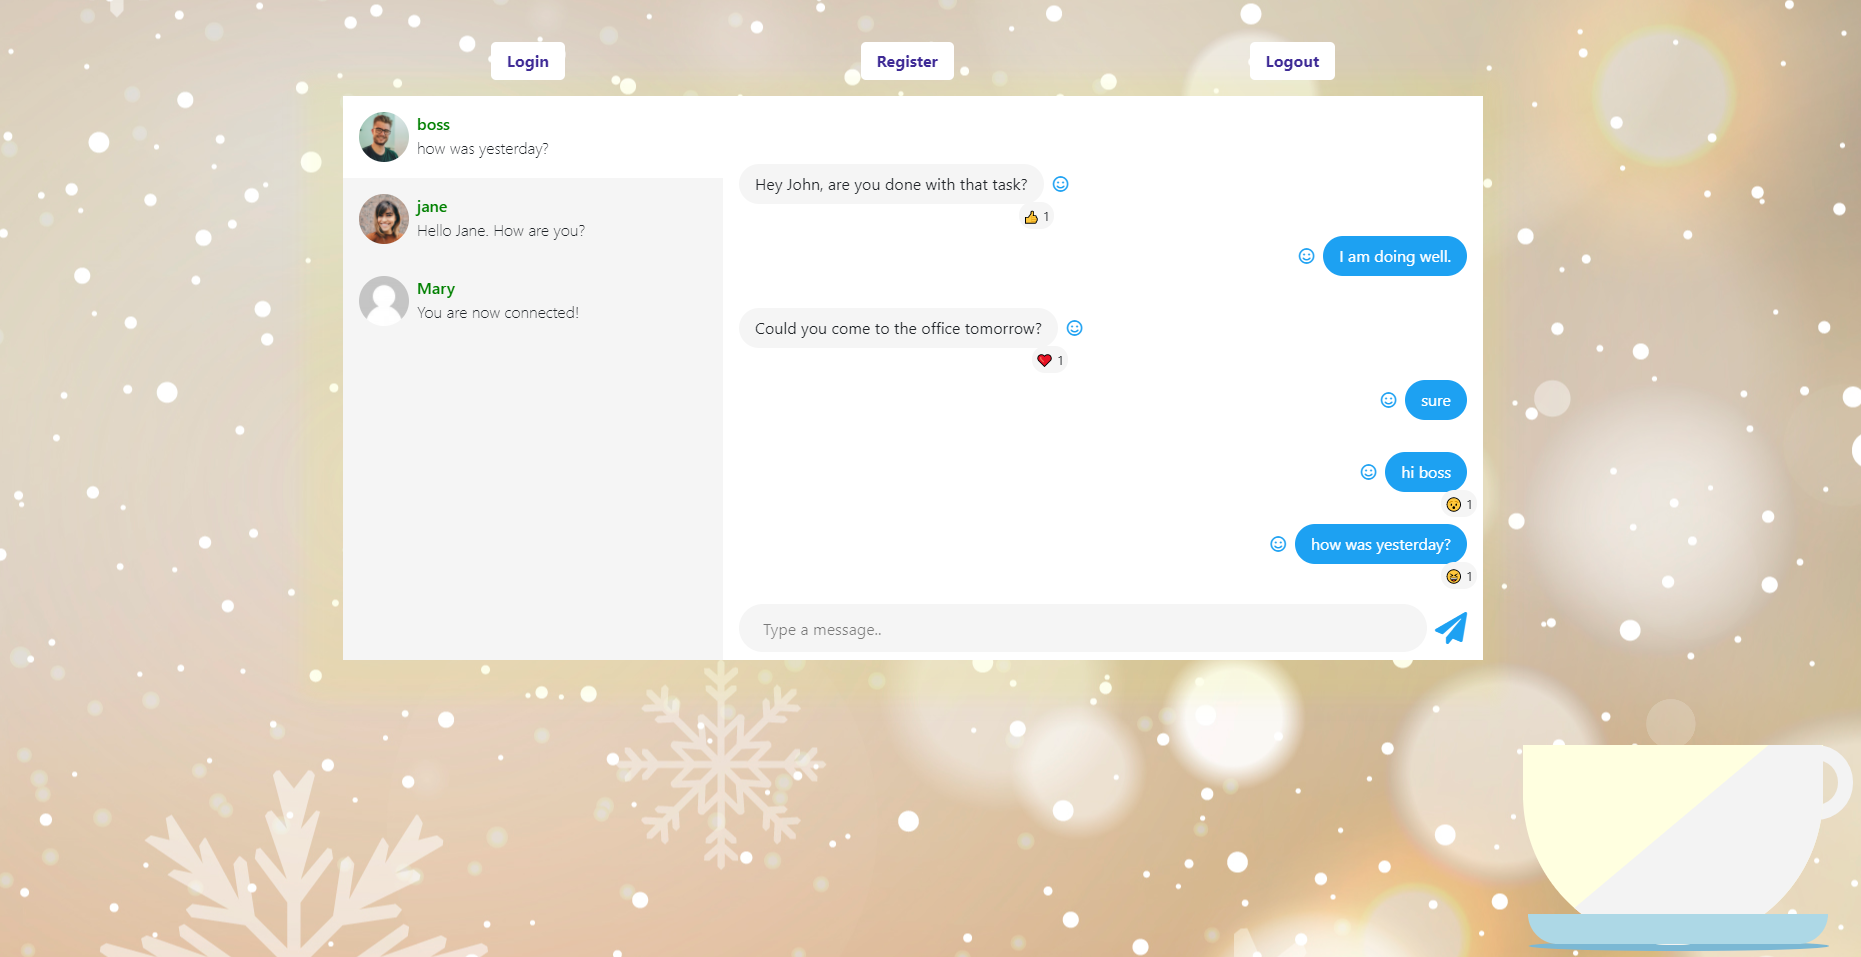 Login
Register
Logout
boss
how was yesterday?
jane
Hello Jane. How are you?
Mary
You are now connected!
Hey John, are you done with that task?
1
I am doing well.
Could you come to the office tomorrow?
1
sure
hi boss
1
how was yesterday?
1
Type a message..